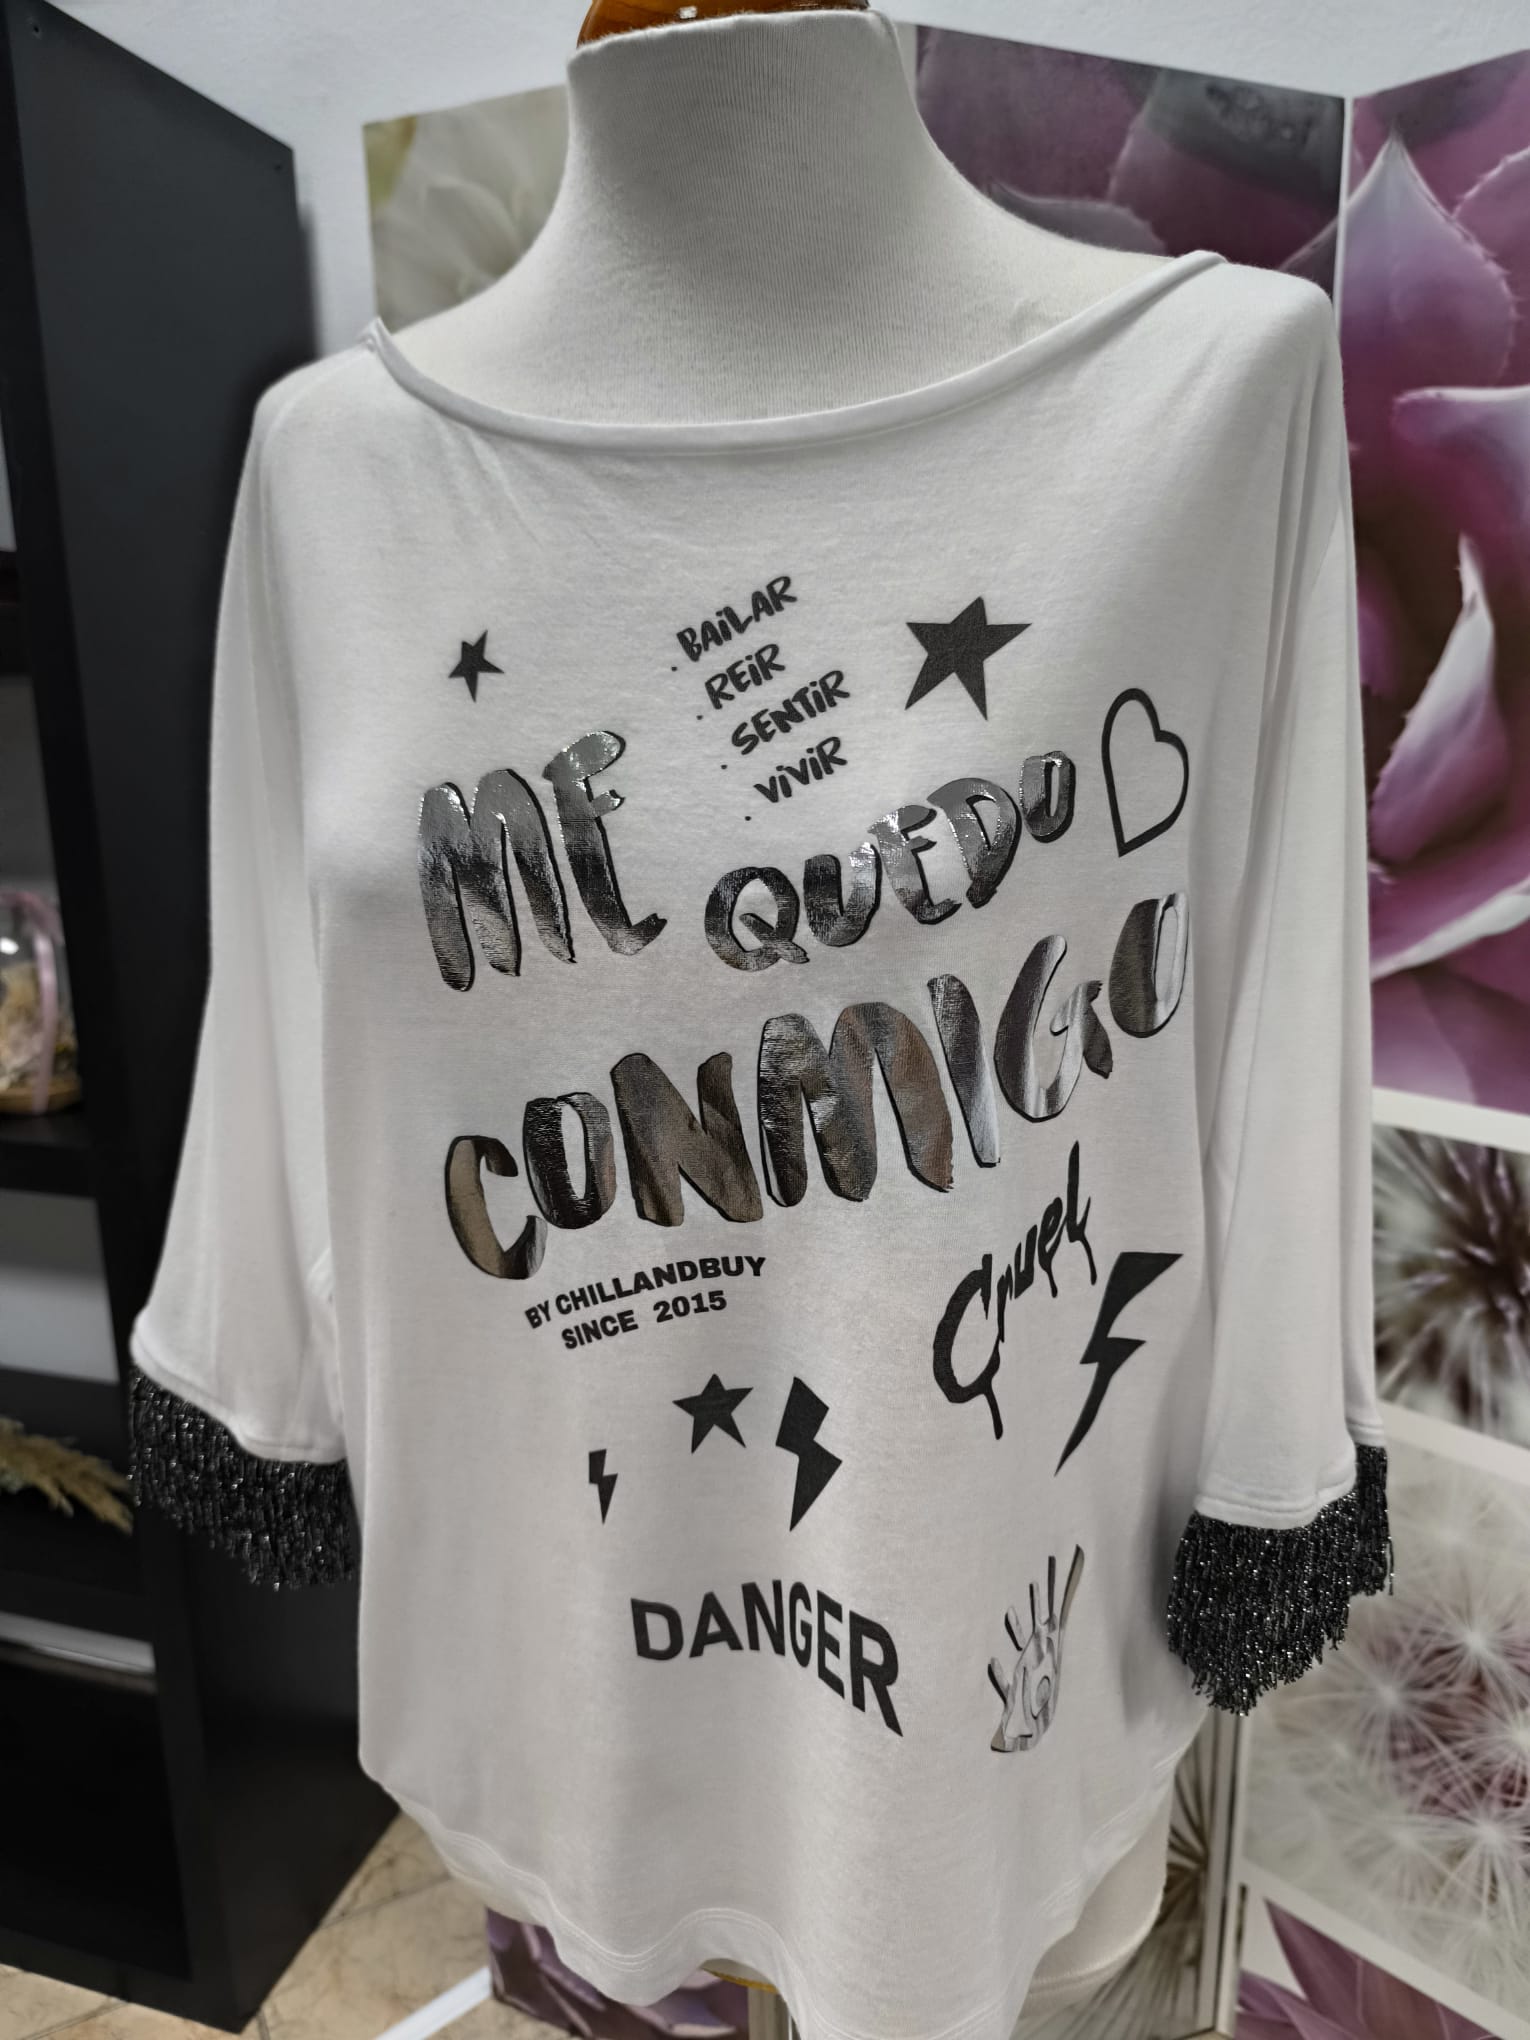 BAILAR
. REIR
. SENTIR
. VIVIR
.
ME QUEDO
CONMIGO
BY CHILLANDBUY
SINCE 2015
Cruel
DANGER